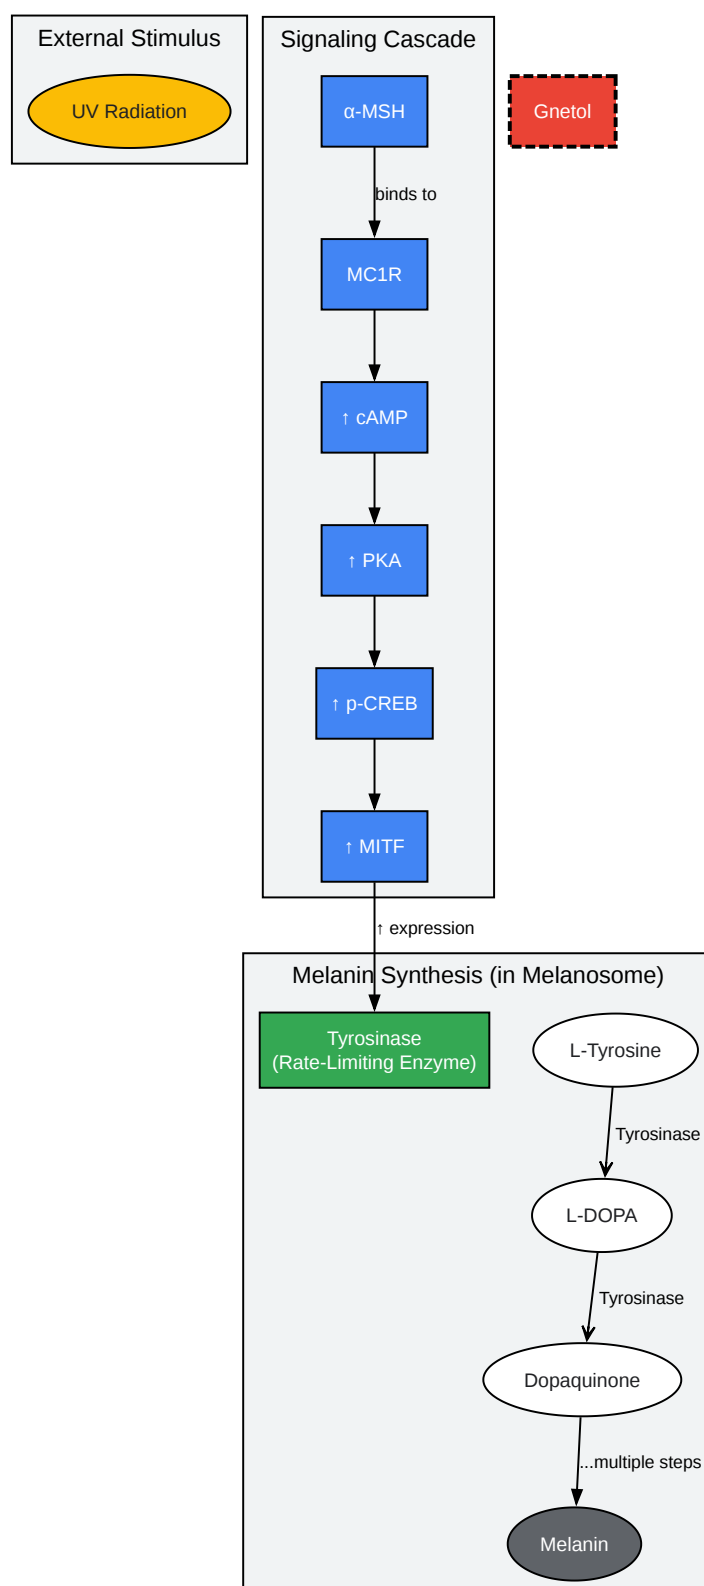 External Stimulus
UV Radiation
Signaling Cascade
α-MSH
Gnetol
binds to
MC1R
↑ cAMP
↑ PKA
↑ p-CREB
↑ MITF
↑ expression
Melanin Synthesis (in Melanosome)
Tyrosinase
(Rate-Limiting Enzyme)
L-Tyrosine
Tyrosinase
L-DOPA
Tyrosinase
Dopaquinone
...multiple steps
Melanin